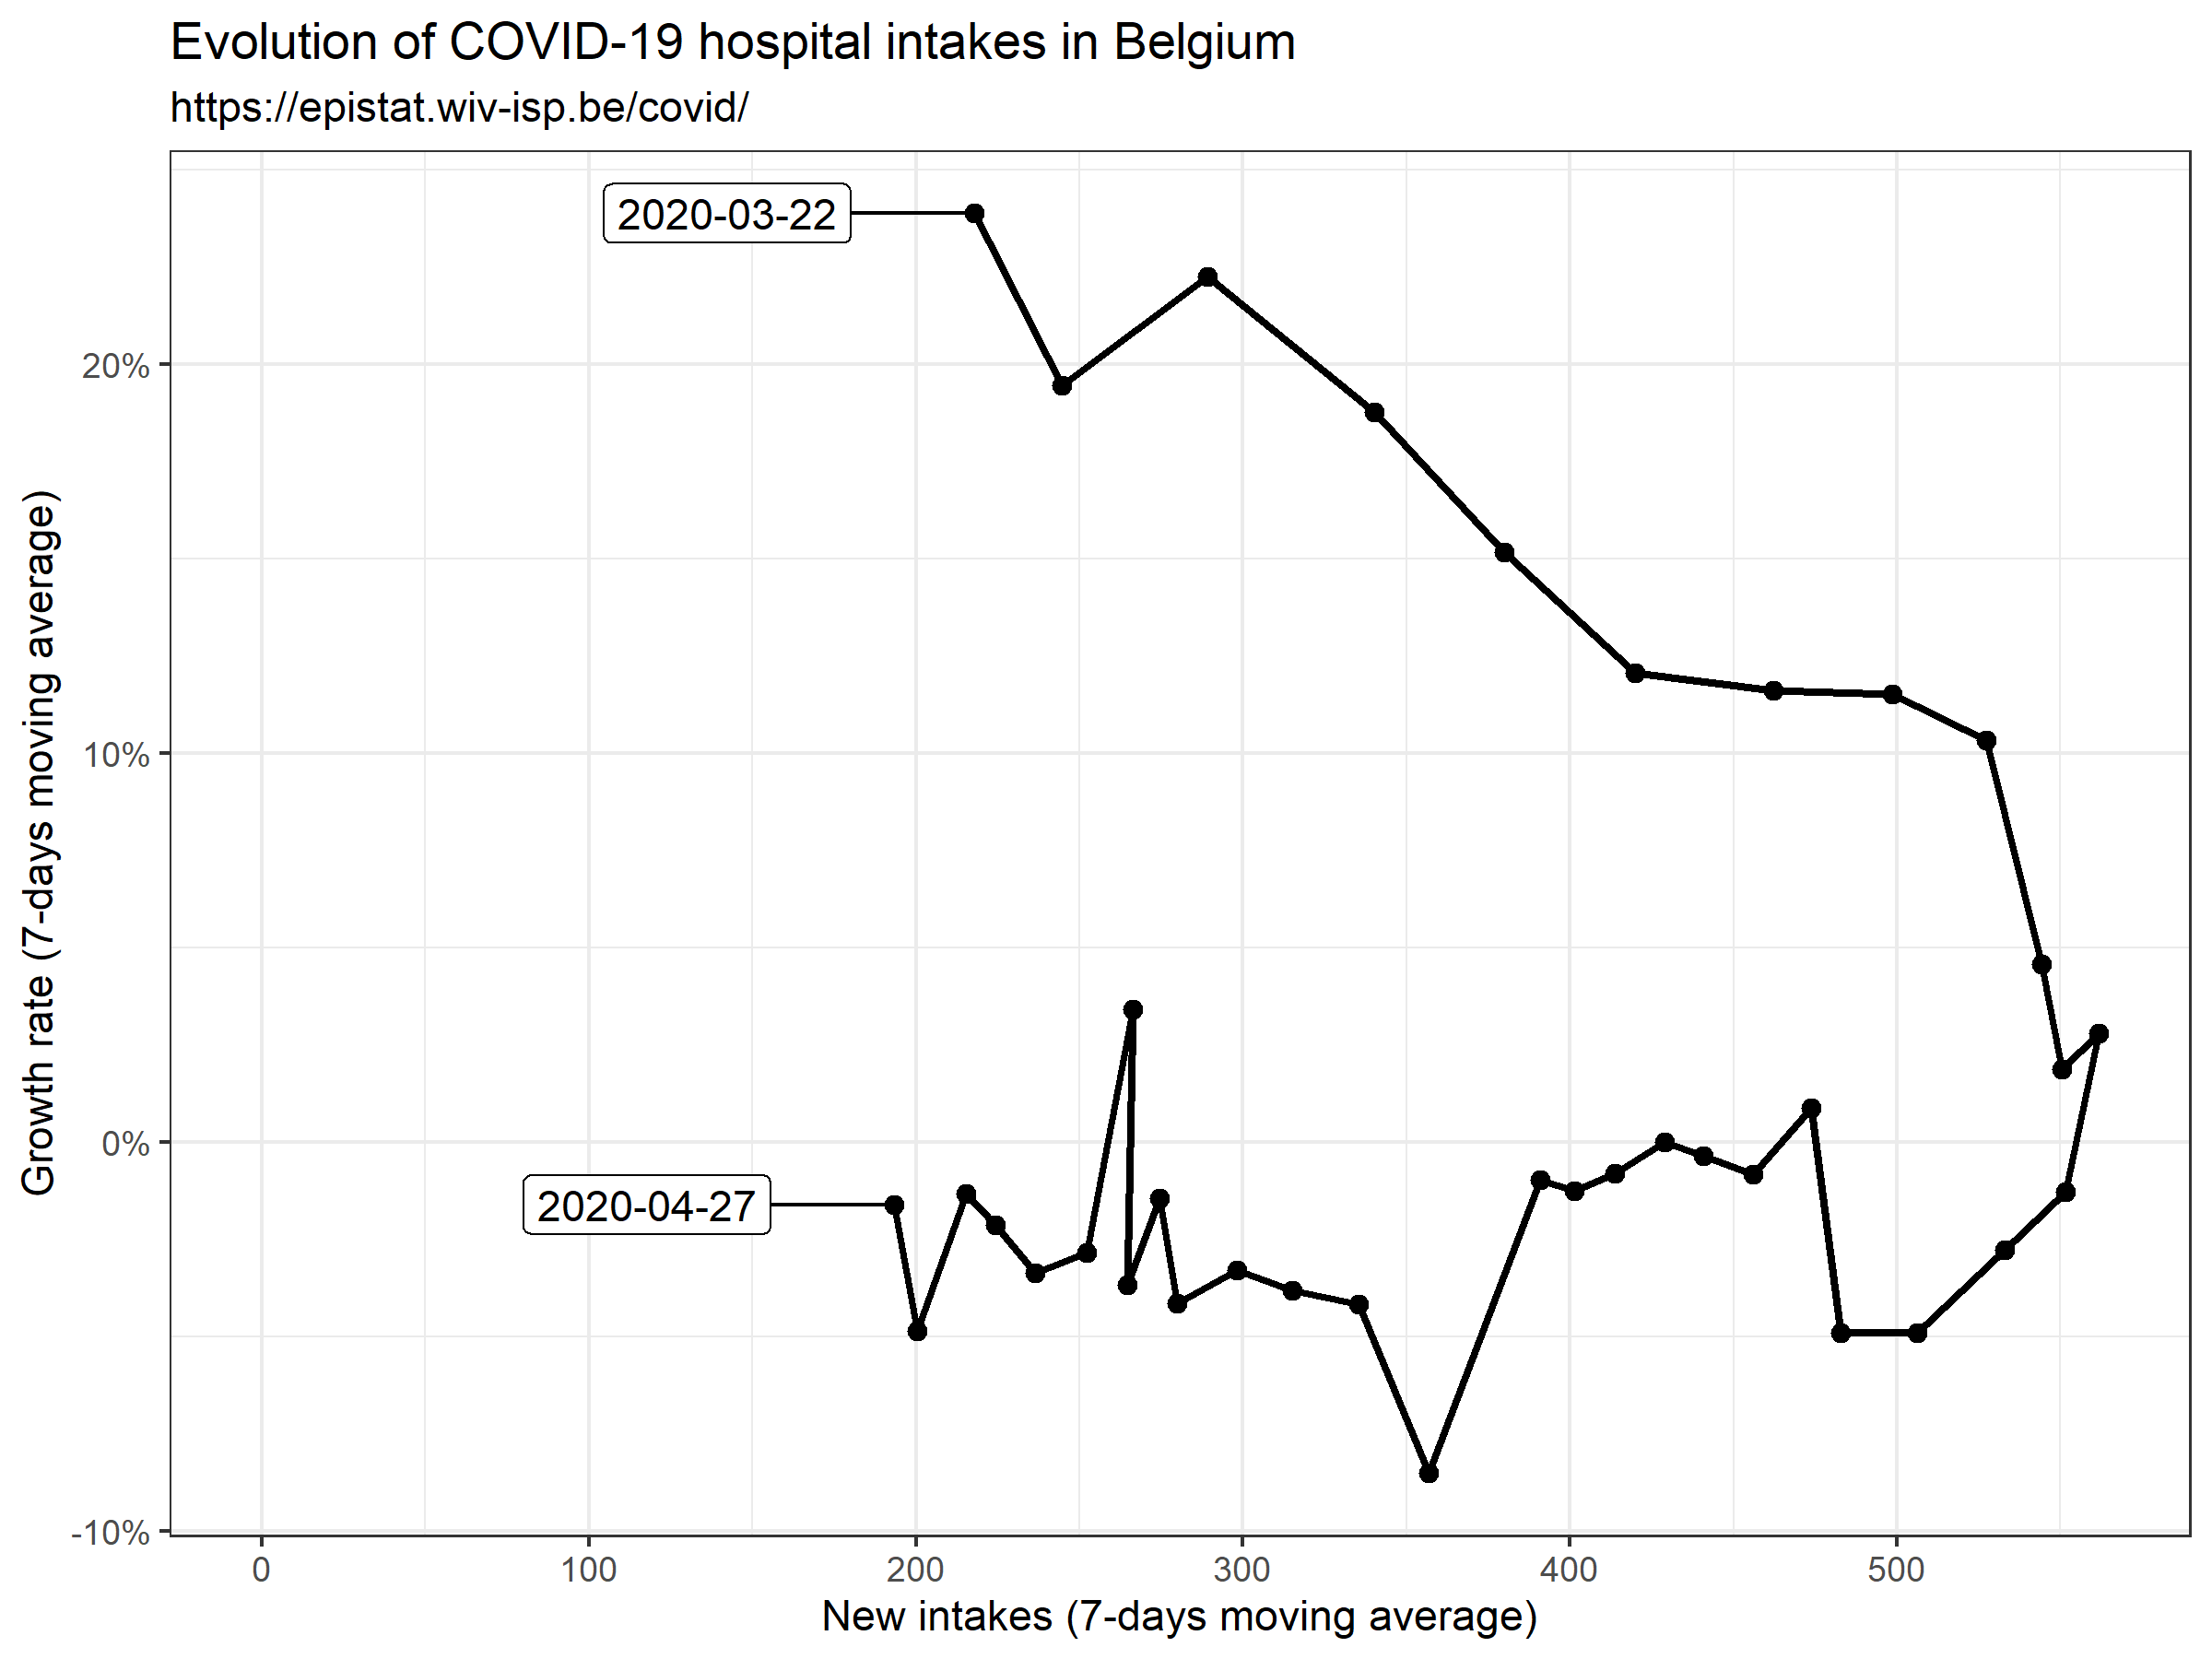 Evolution of COVID-19 hospital intakes in Belgium
https://epistat.wiv-isp.be/covid/
Growth rate (7-days moving average)
20%
10%
0%
-10%
2020-03-22
2020-04-27
0 100 200 300 400 500
New intakes (7-days moving average)